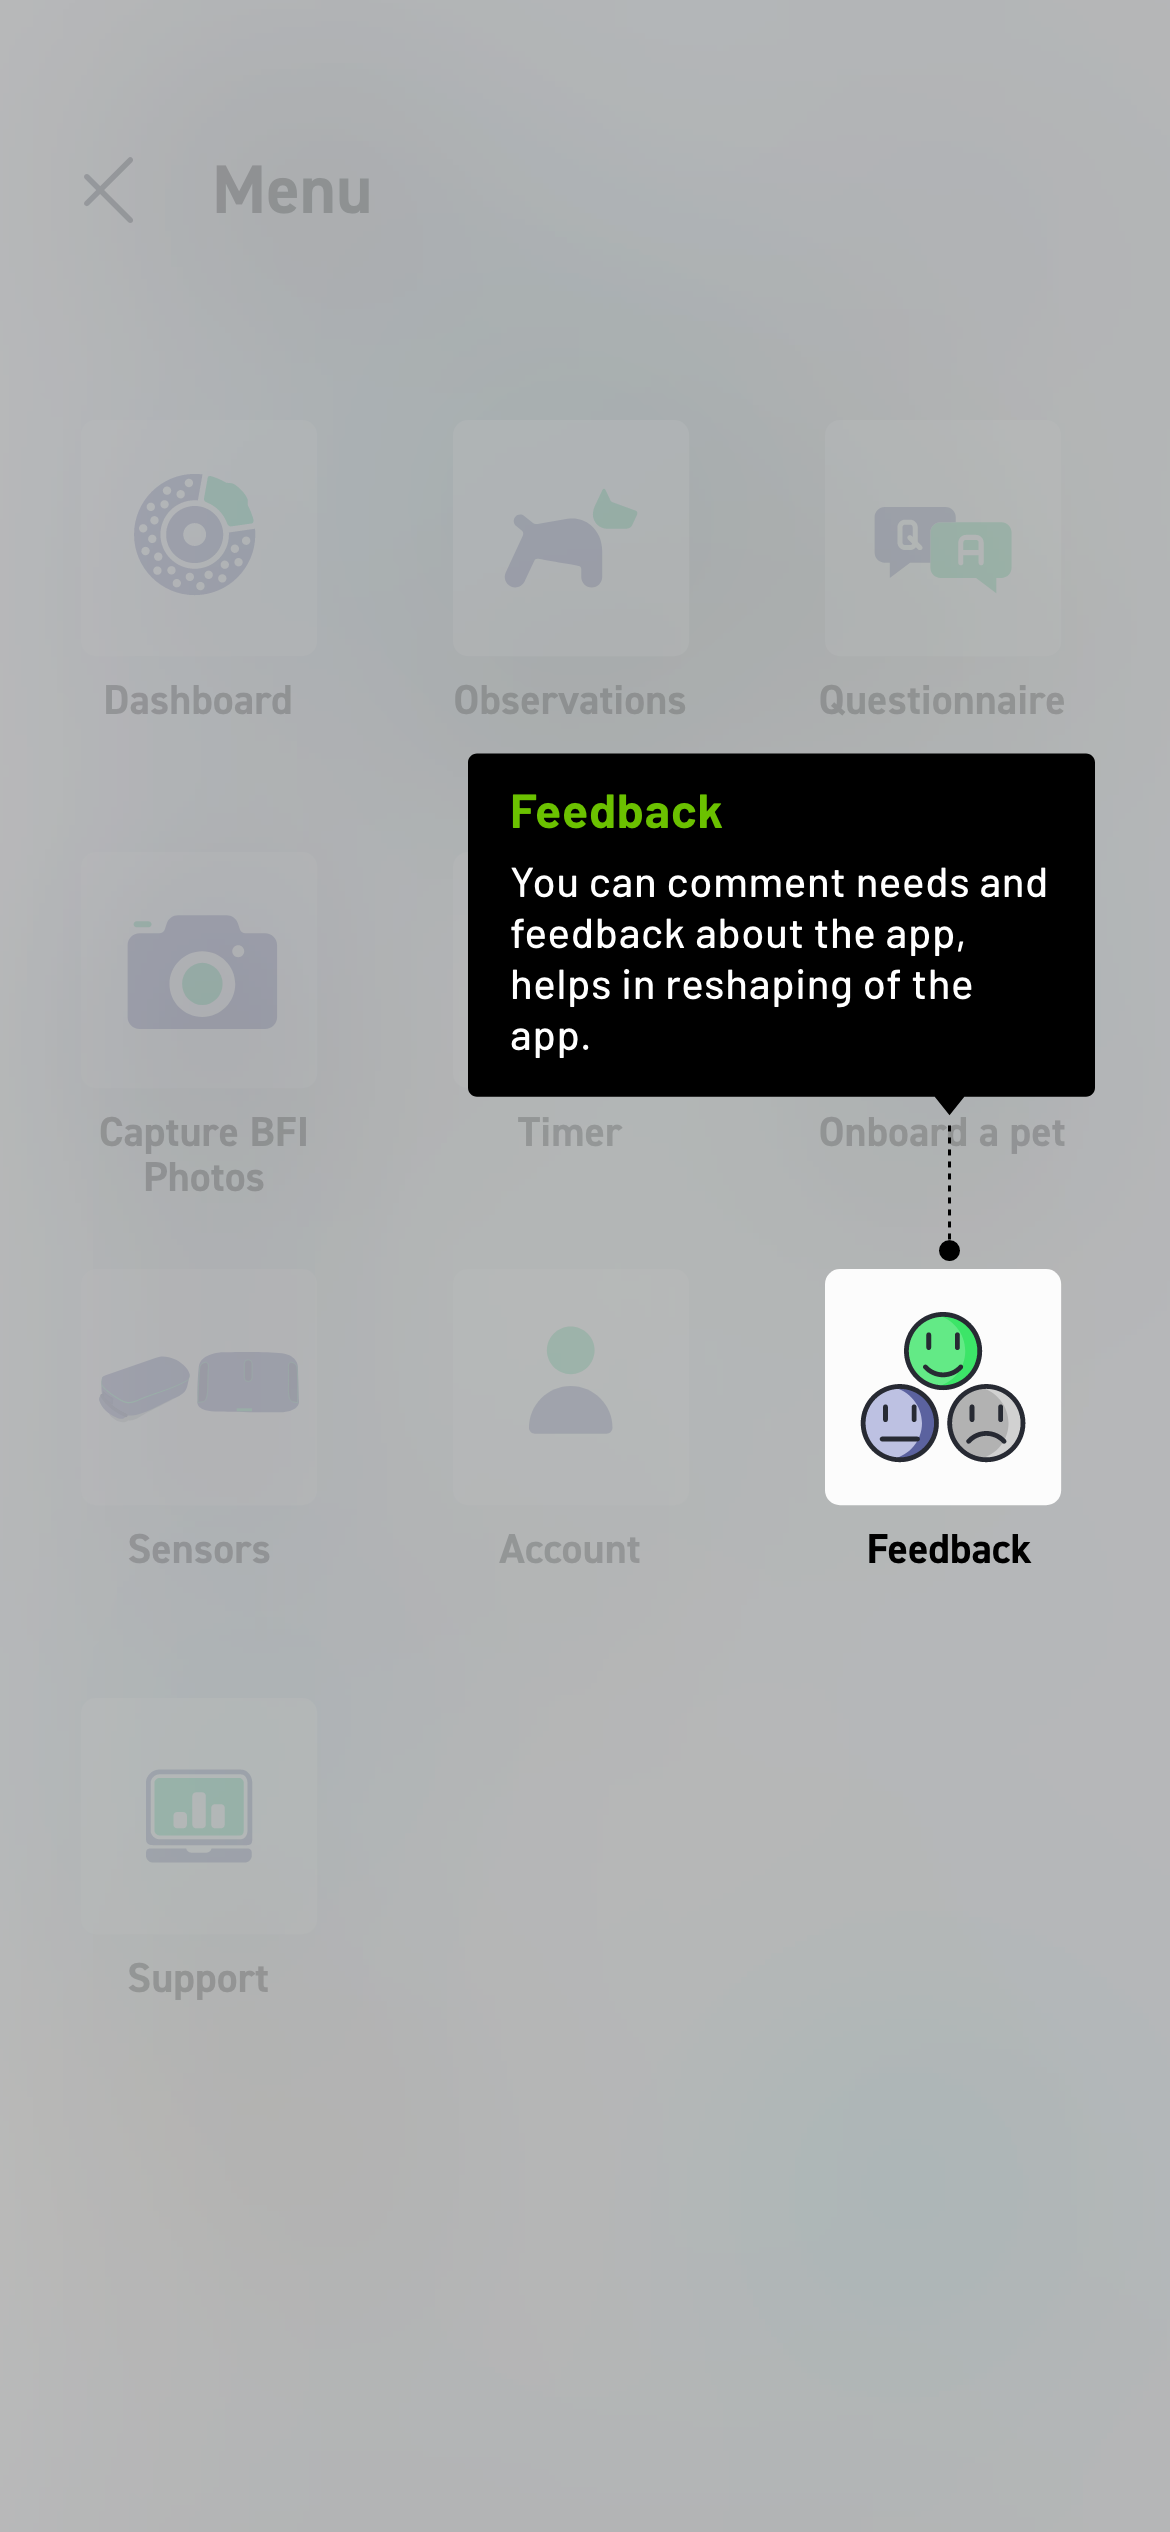 Menu
Q A
Dashboard
Observations
Questionnaire
Feedback
You can comment needs and
feedback about the app,
helps in reshaping of the
app.
Capture BFI
Photos
Timer
Onboard a pet
Sensors
Account
Feedback
Support